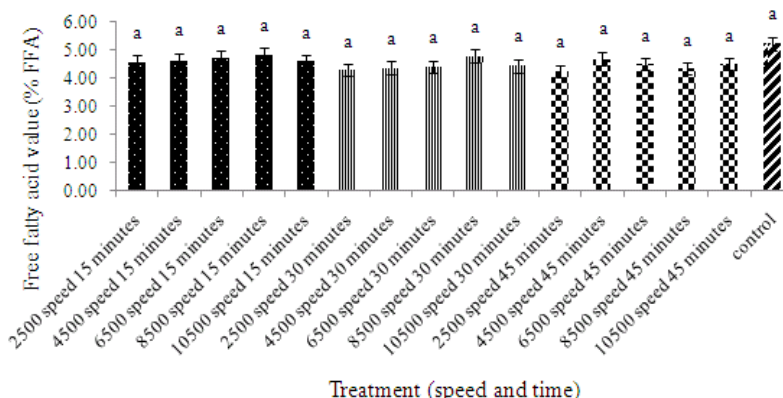 Free fatty acid value (% FFA)
6.00
5.00
4.00
3.00
2.00
1.00
0.00
a a a a a a a a a a a a a a a a
2500 speed 15 minutes
4500 speed 15 minutes
6500 speed 15 minutes
8500 speed 15 minutes
10500 speed 15 minutes
2500 speed 30 minutes
4500 speed 30 minutes
6500 speed 30 minutes
8500 speed 30 minutes
10500 speed 30 minutes
2500 speed 45 minutes
4500 speed 45 minutes
6500 speed 45 minutes
8500 speed 45 minutes
10500 speed 45 minutes
control
Treatment (speed and time)